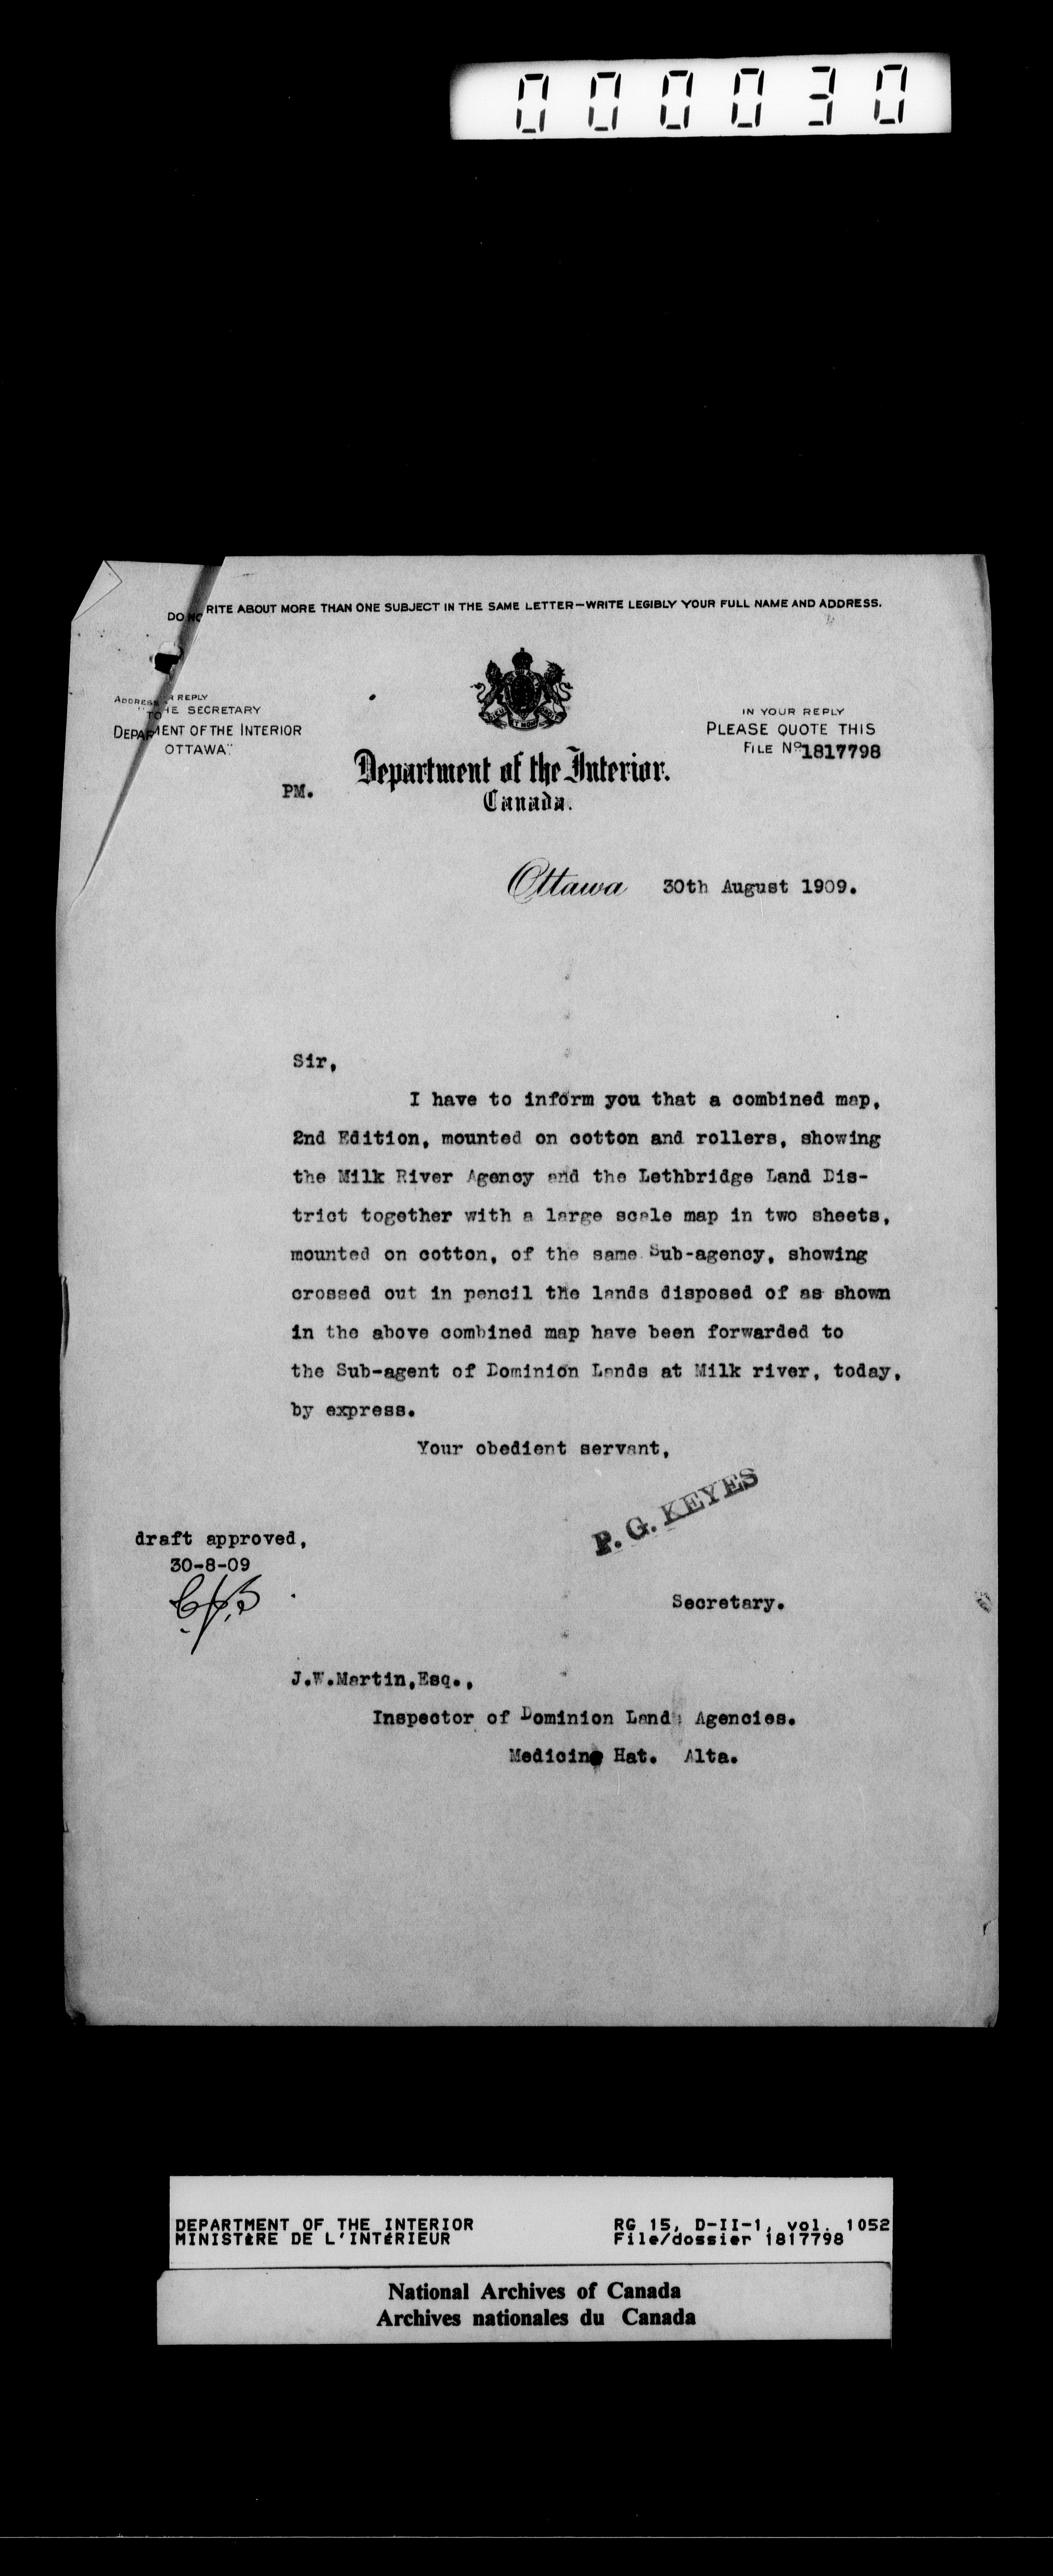 000030
DO NO RITE ABOUT MORE THAN ONE SUBJECT IN THE SAME LETTER—WRITE LEGIBLY YOUR FULL NAME AND ADDRESS.
ADDRESS REPLY
TO HE SECRETARY
DEPARMENT OF THE INTERIOR
OTTAWA."
IN YOUR REPLY
PLEASE QUOTE THIS
FILE No 1817798
Department of the Interior.
Canada.
PM.
Ottawa 30th August 1909.
Sir,
I have to inform you that a combined map,
2nd Edition, mounted on cotton and rollers, showing
the Milk River Agency and the Lethbridge Land Dis-
trict together with a large scale map in two sheets,
mounted on cotton, of the same Sub-agency, showing
crossed out in pencil the lands disposed of as shown
in the above combined map have been forwarded to
the Sub-agent of Dominion Lands at Milk river, today,
by express.
Your obedient servant,
P. G. KEYES
draft approved,
30-8-09
Secretary.
J.W.Martin,Esq.,
Inspector of Dominion Land: Agencies.
Medicine Hat. Alta.
DEPARTMENT OF THE INTERIOR
MINISTÈRE DE L'INTÉRIEUR
RG 15, D-II-1, vol. 1052
File/dossier 1817798
National Archives of Canada
Archives nationales du Canada